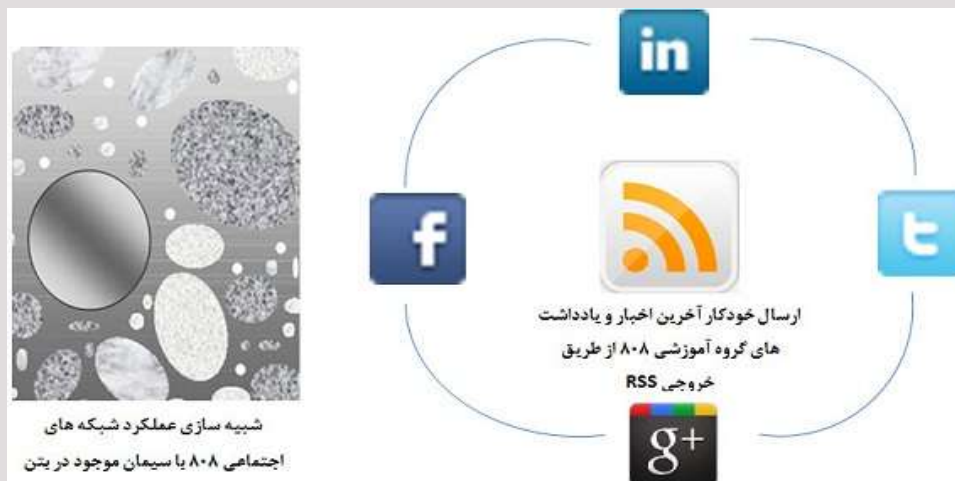 in
f
t
ارسال خودکار آخرین اخبار و یادداشت
های گروه آموزشی ۸۰۸ از طریق
خروجی RSS
g+
شبیه سازی عملکرد شبکه های
اجتماعی ۸۰۸ با سیمان موجود در بتن